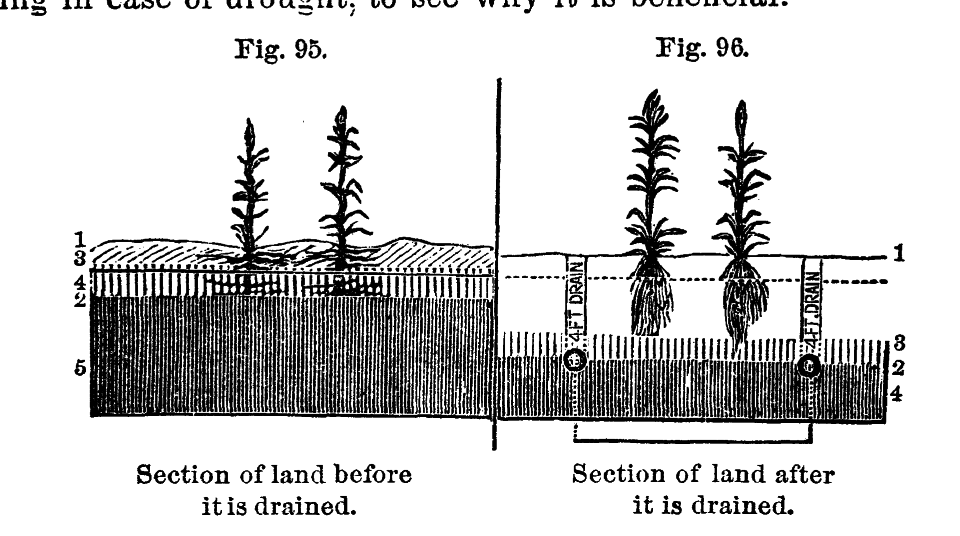 ing in case of drought, to see why it is beneficial.
Fig. 95.
1
3
4
2
5
Section of land before
it is drained.
Fig. 96.
4 FT DRAIN
4 FT. DRAIN
1
3
2
4
Section of land after
it is drained.